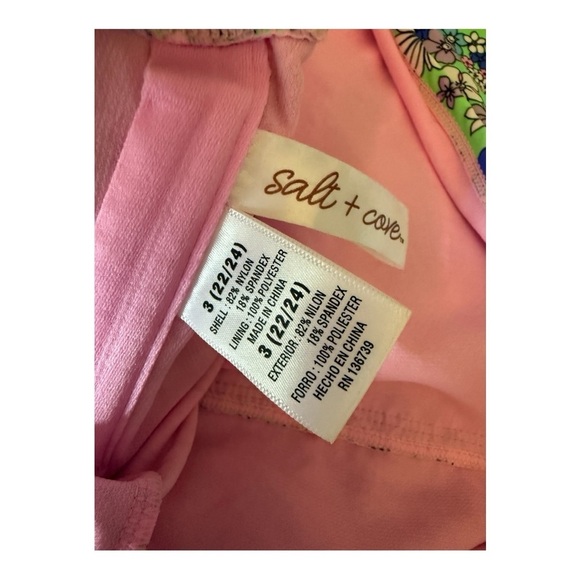 salt + cove™
3 (22/24)
SHELL : 82% NYLON
18% SPANDEX
LINING : 100% POLYESTER
MADE IN CHINA
3 (22/24)
EXTERIOR : 82% NILON
18% SPANDEX
FORRO : 100% POLIESTER
HECHO EN CHINA
RN 136739